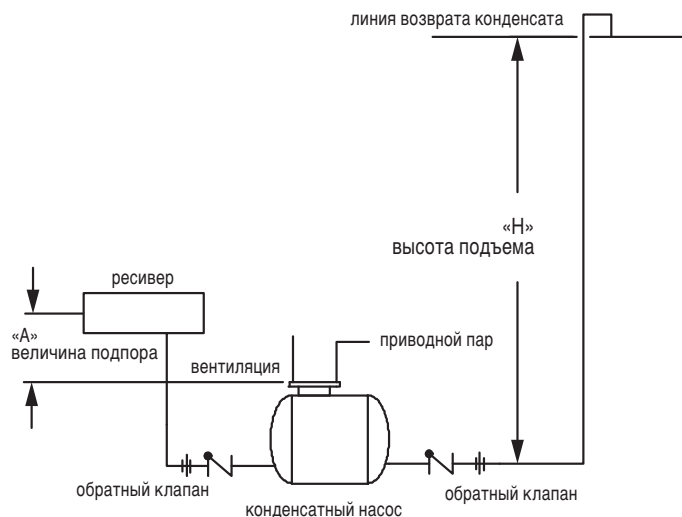 линия возврата конденсата
«H»
высота подъема
ресивер
«A»
величина подпора
приводной пар
вентиляция
обратный клапан
обратный клапан
конденсатный насос